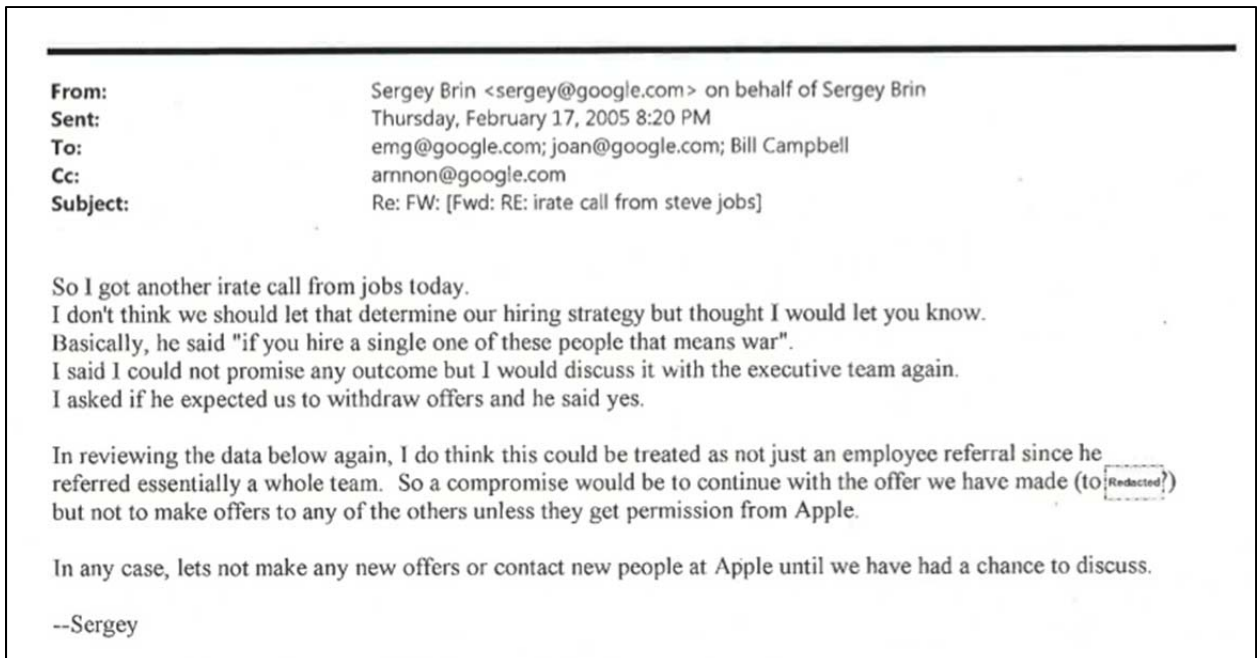 From: Sergey Brin <sergey@google.com> on behalf of Sergey Brin
Sent: Thursday, February 17, 2005 8:20 PM
To: emg@google.com; joan@google.com; Bill Campbell
Cc: arnnon@google.com
Subject: Re: FW: [Fwd: RE: irate call from steve jobs]
So I got another irate call from jobs today.
I don't think we should let that determine our hiring strategy but thought I would let you know.
Basically, he said "if you hire a single one of these people that means war".
I said I could not promise any outcome but I would discuss it with the executive team again.
I asked if he expected us to withdraw offers and he said yes.
In reviewing the data below again, I do think this could be treated as not just an employee referral since he
referred essentially a whole team. So a compromise would be to continue with the offer we have made (to Redacted?)
but not to make offers to any of the others unless they get permission from Apple.
In any case, lets not make any new offers or contact new people at Apple until we have had a chance to discuss.
--Sergey